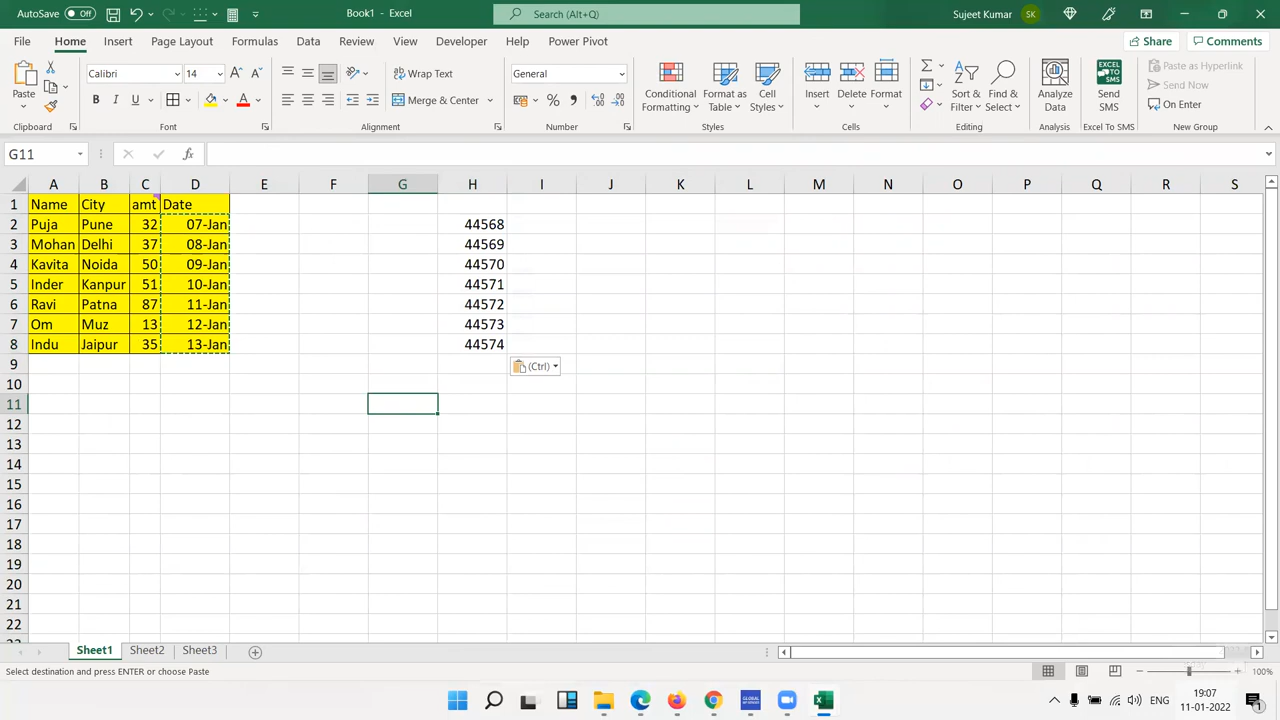 AutoSave Off Book1 - Excel Search (Alt+Q) Sujeet Kumar SK
File Home Insert Page Layout Formulas Data Review View Developer Help Power Pivot Share Comments
Paste Calibri 14 A A Wrap Text General Conditional Formatting Format as Table Cell Styles Insert Delete Format Sort & Filter Find & Select Analyze Data Send SMS Paste as Hyperlink
Send Now
B I U A Merge & Center % On Enter
Clipboard Font Alignment Number Styles Cells Editing Analysis Excel To SMS New Group
G11 fx
A B C D E F G H I J K L M N O P Q R S
1 Name City amt Date
2 Puja Pune 32 07-Jan 44568
3 Mohan Delhi 37 08-Jan 44569
4 Kavita Noida 50 09-Jan 44570
5 Inder Kanpur 51 10-Jan 44571
6 Ravi Patna 87 11-Jan 44572
7 Om Muz 13 12-Jan 44573
8 Indu Jaipur 35 13-Jan 44574
9 (Ctrl)
10
11
12
13
14
15
16
17
18
19
20
21
22
Sheet1 Sheet2 Sheet3
Select destination and press ENTER or choose Paste 100%
ENG 19:07
11-01-2022